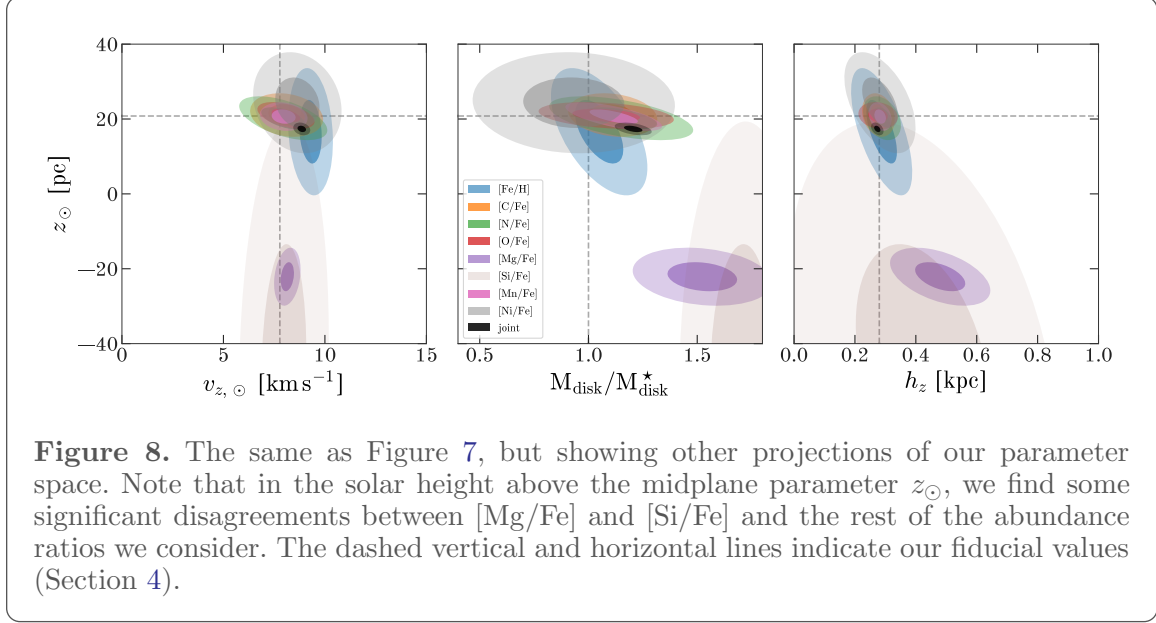 40
20
0
−20
−40
z☉ [pc]
0
5
10
15
v_{z,☉} [km s⁻¹]
[Fe/H]
[C/Fe]
[N/Fe]
[O/Fe]
[Mg/Fe]
[Si/Fe]
[Mn/Fe]
[Ni/Fe]
joint
0.5
1.0
1.5
M_{disk}/M^{★}_{disk}
0.0
0.2
0.4
0.6
0.8
1.0
h_z [kpc]
Figure 8. The same as Figure 7, but showing other projections of our parameter
space. Note that in the solar height above the midplane parameter z☉, we find some
significant disagreements between [Mg/Fe] and [Si/Fe] and the rest of the abundance
ratios we consider. The dashed vertical and horizontal lines indicate our fiducial values
(Section 4).